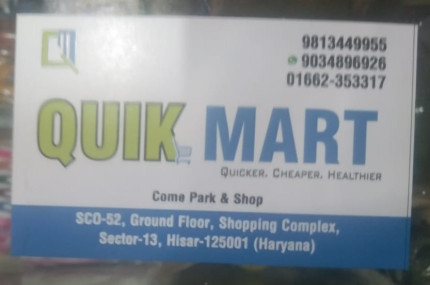 9813449955
9034896926
01662-353317
QUIK MART
QUICKER, CHEAPER, HEALTHIER
Come Park & Shop
SCO-52, Ground Floor, Shopping Complex,
Sector-13, Hisar-125001 (Haryana)